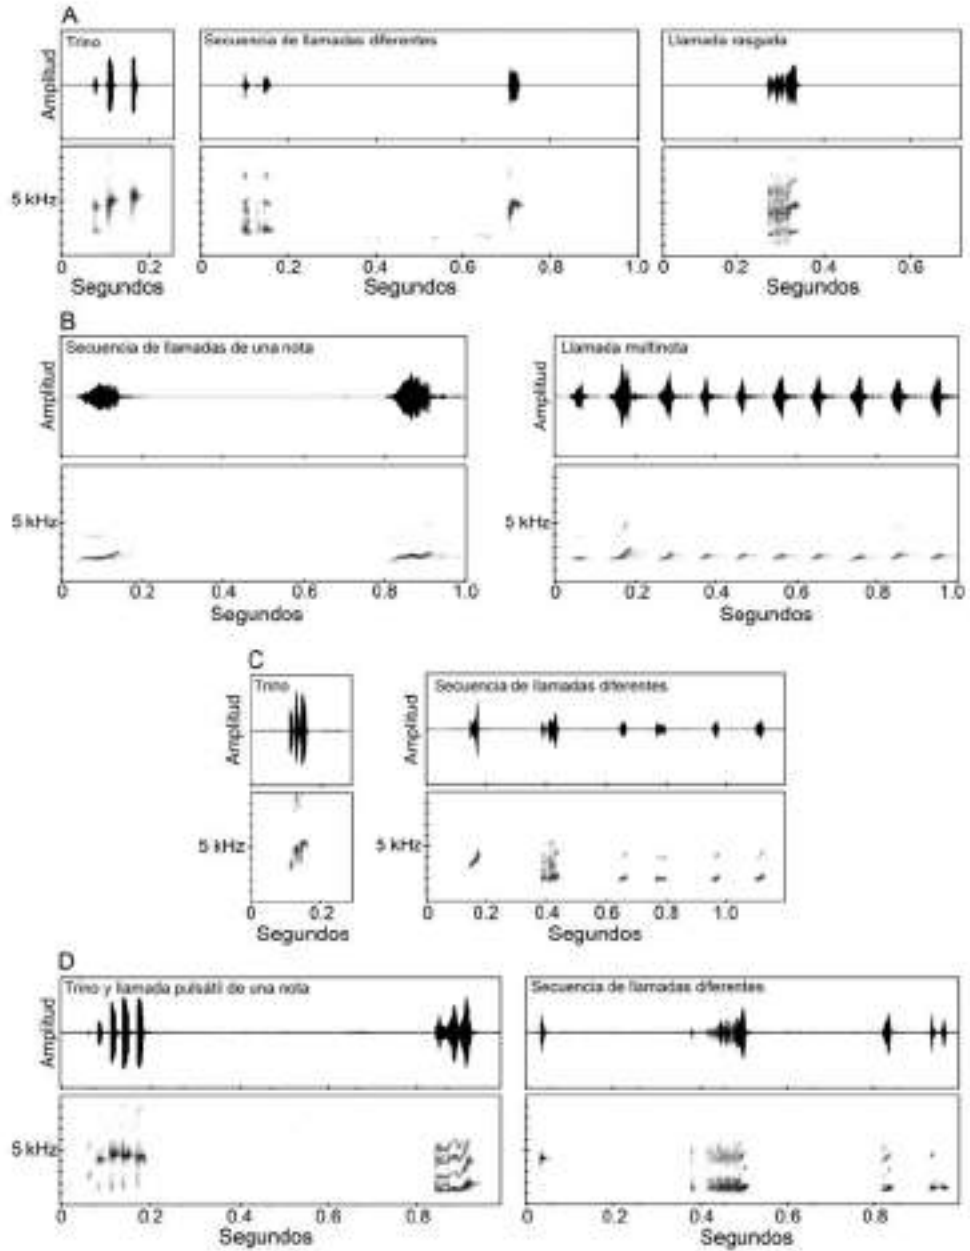 A
Trino
Secuencia de llamadas diferentes
Llamada rasgada
Amplitud
5 kHz
0 0.2
0 0.2 0.4 0.6 0.8 1.0
0 0.2 0.4 0.6
Segundos
Segundos
Segundos
B
Secuencia de llamadas de una nota
Llamada multinota
Amplitud
Amplitud
5 kHz
5 kHz
0 0.2 0.4 0.6 0.8 1.0
0 0.2 0.4 0.6 0.8 1.0
Segundos
Segundos
C
Trino
Secuencia de llamadas diferentes
Amplitud
Amplitud
5 kHz
5 kHz
0 0.2
0 0.2 0.4 0.6 0.8 1.0
Segundos
Segundos
D
Trino y llamada pulsátil de una nota
Secuencia de llamadas diferentes
Amplitud
5 kHz
0 0.2 0.4 0.6 0.8
0 0.2 0.4 0.6 0.8
Segundos
Segundos